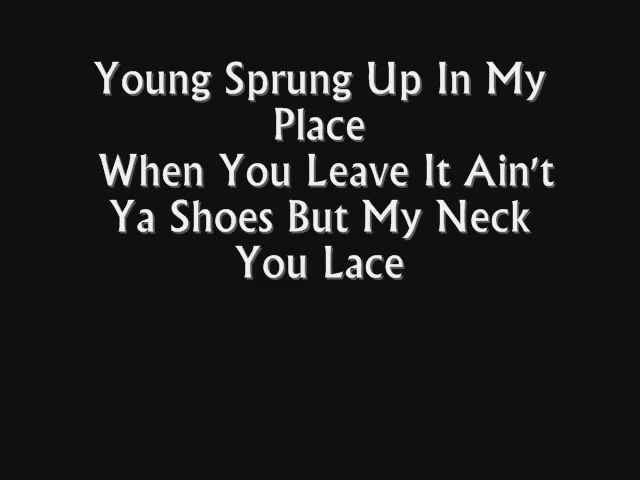 Young Sprung Up In My
Place
When You Leave It Ain't
Ya Shoes But My Neck
You Lace